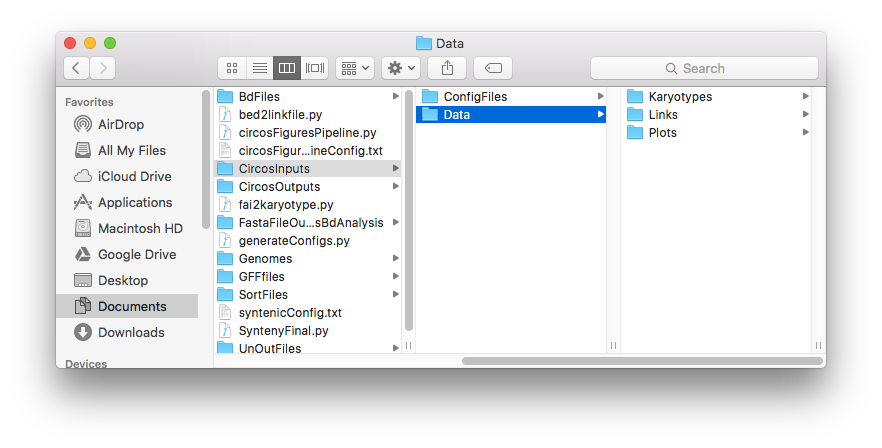 Data
Search
Favorites
AirDrop
All My Files
iCloud Drive
Applications
Macintosh HD
Google Drive
Desktop
Documents
Downloads
Devices
BdFiles
bed2linkfile.py
circosFiguresPipeline.py
circosFigur...ineConfig.txt
CircosInputs
CircosOutputs
fai2karyotype.py
FastaFileOu...sBdAnalysis
generateConfigs.py
Genomes
GFFfiles
SortFiles
syntenicConfig.txt
SyntenyFinal.py
UnOutFiles
ConfigFiles
Data
Karyotypes
Links
Plots